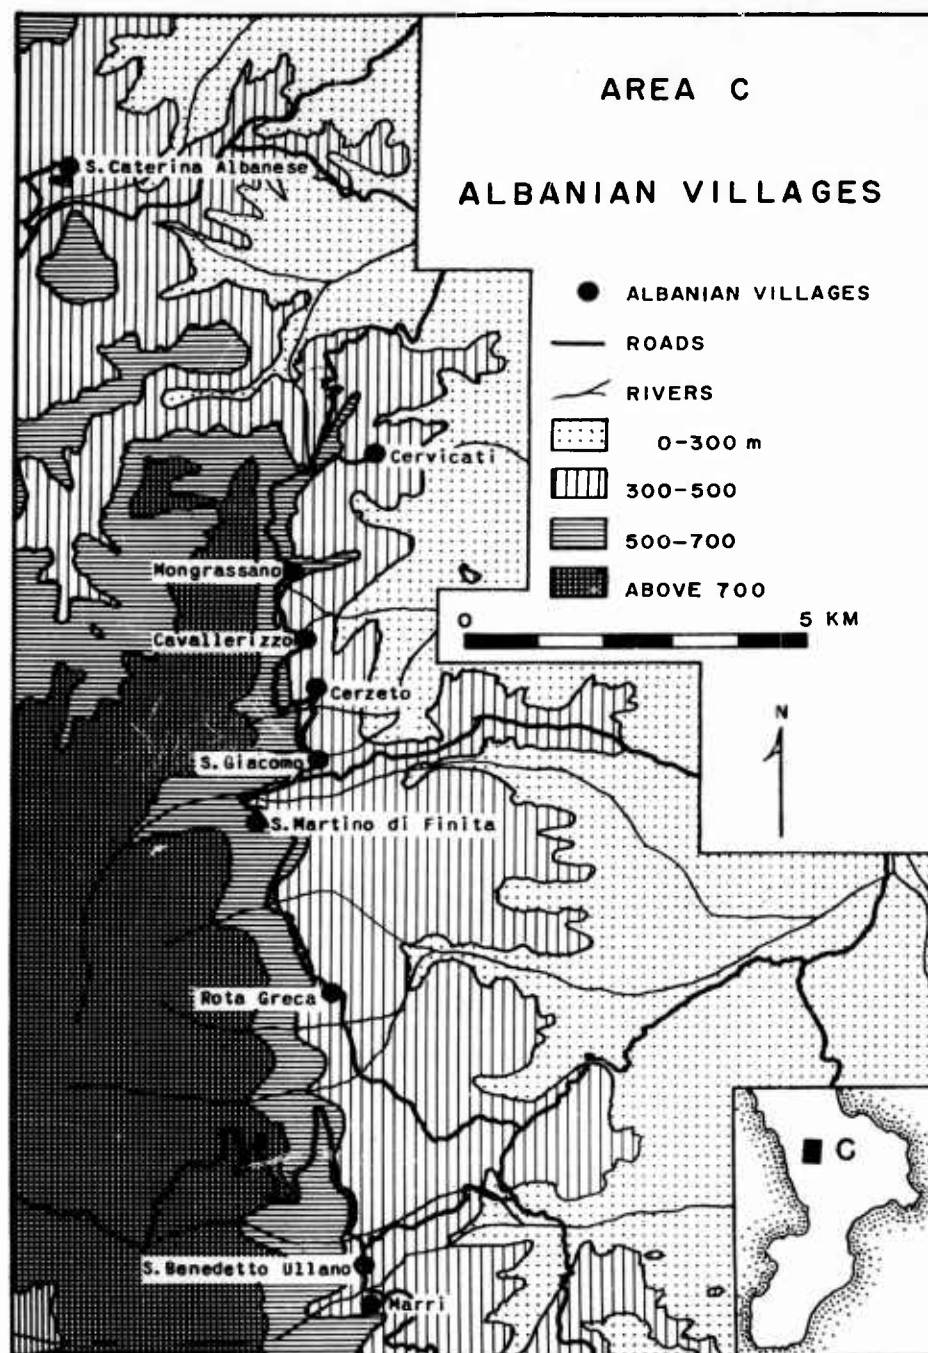 AREA C
ALBANIAN VILLAGES
ALBANIAN VILLAGES
ROADS
RIVERS
0-300 m
300-500
500-700
ABOVE 700
0 5 KM
N
S.Caterina Albanese
Cervicati
Mongrassano
Cavallerizzo
Cerzeto
S.Giacomo
S.Martino di Finita
Rota Greca
S.Benedetto Ullano
Marri
C